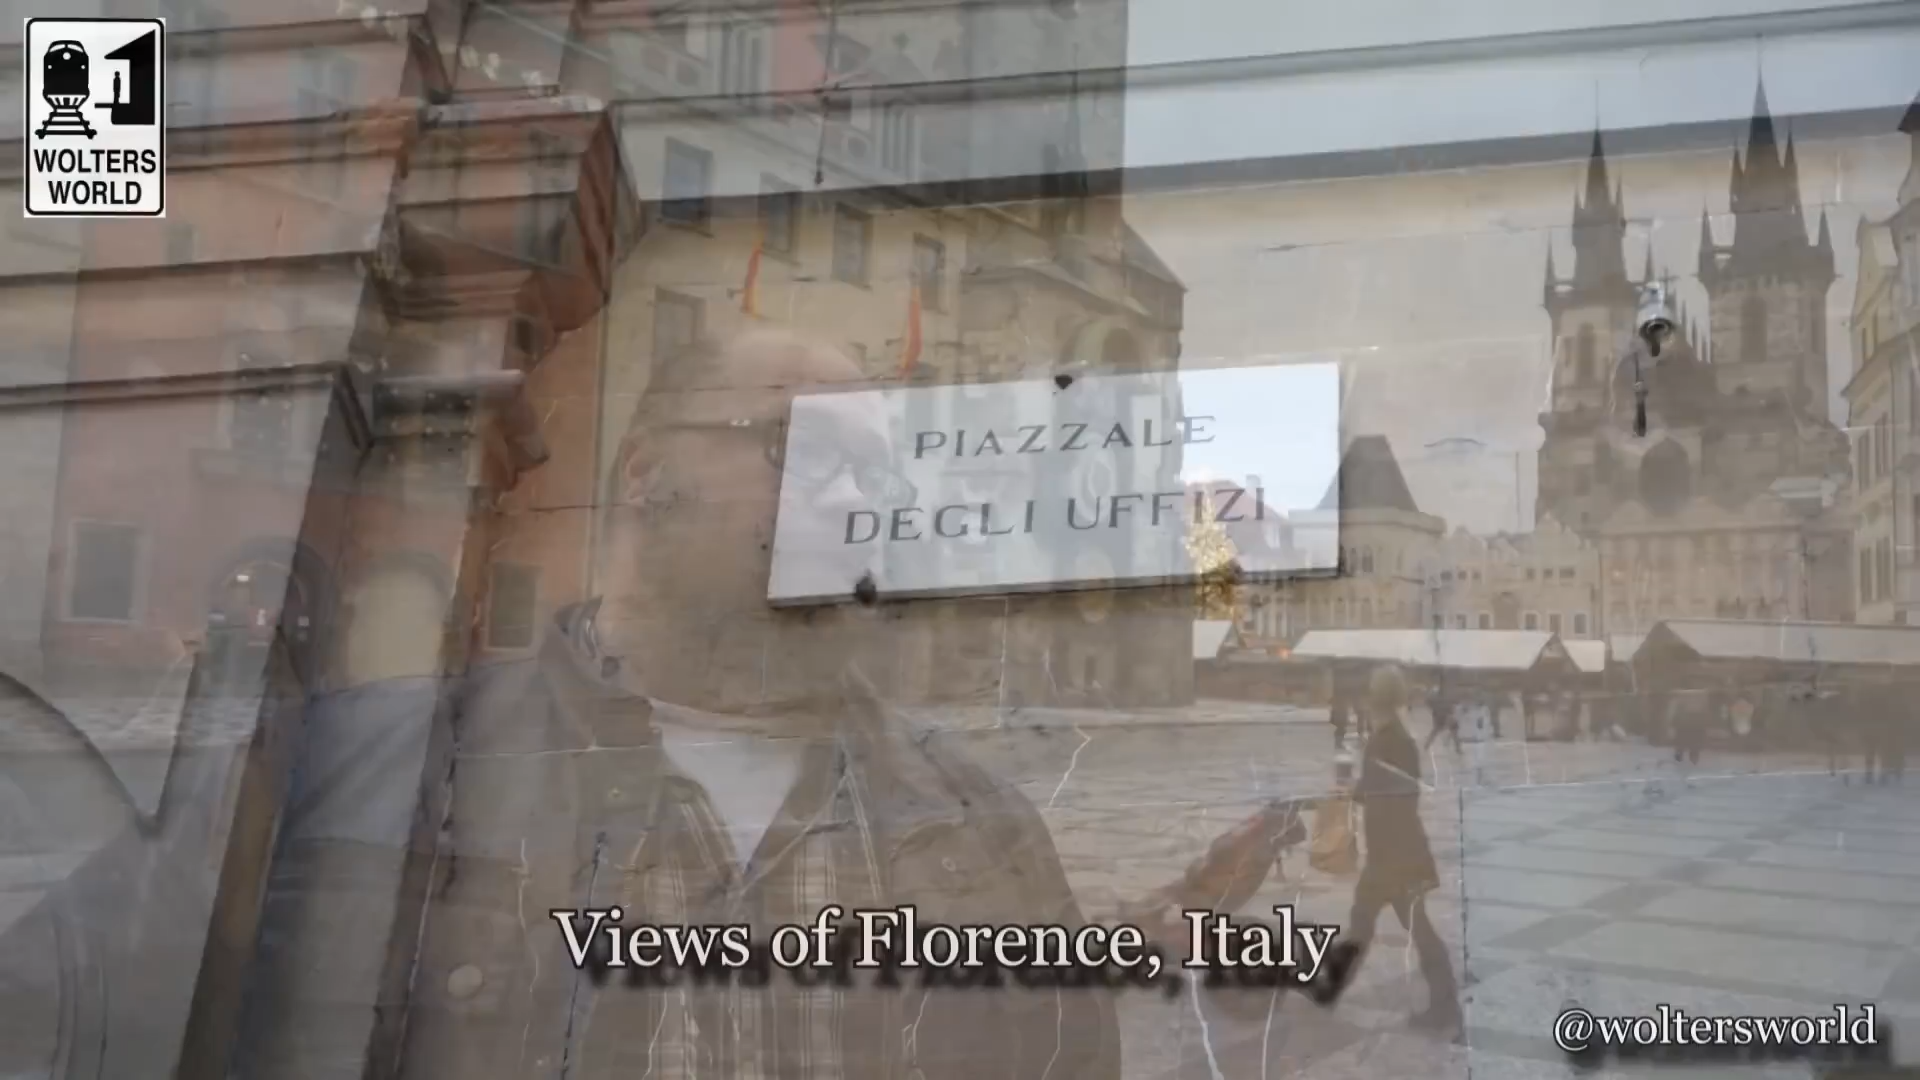 WOLTERS
WORLD
PIAZZALE
DEGLI UFFIZI
Views of Florence, Italy
@woltersworld